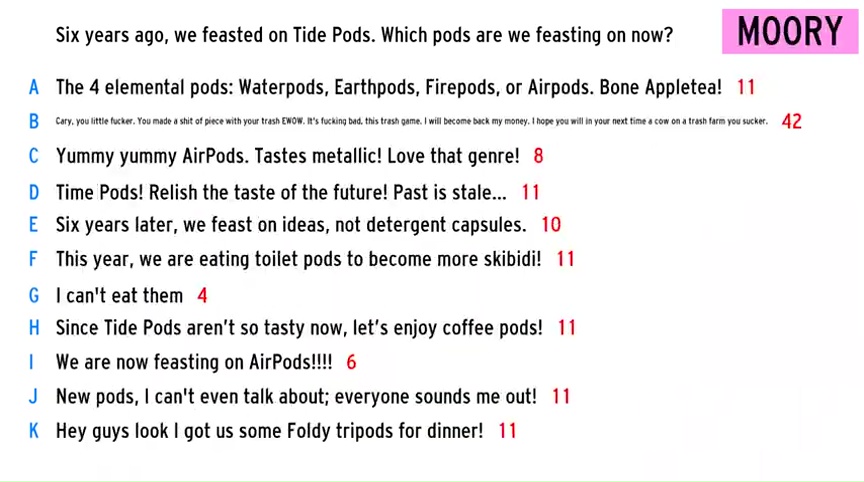 Six years ago, we feasted on Tide Pods. Which pods are we feasting on now?
MOORY
A The 4 elemental pods: Waterpods, Earthpods, Firepods, or Airpods. Bone Appletea! 11
B Cary, you little fucker. You made a shit of piece with your trash EWOW. It's fucking bad, this trash game. I will become back my money. I hope you will in your next time a cow on a trash farm you sucker. 42
C Yummy yummy AirPods. Tastes metallic! Love that genre! 8
D Time Pods! Relish the taste of the future! Past is stale... 11
E Six years later, we feast on ideas, not detergent capsules. 10
F This year, we are eating toilet pods to become more skibidi! 11
G I can't eat them 4
H Since Tide Pods aren't so tasty now, let's enjoy coffee pods! 11
I We are now feasting on AirPods!!!! 6
J New pods, I can't even talk about; everyone sounds me out! 11
K Hey guys look I got us some Foldy tripods for dinner! 11